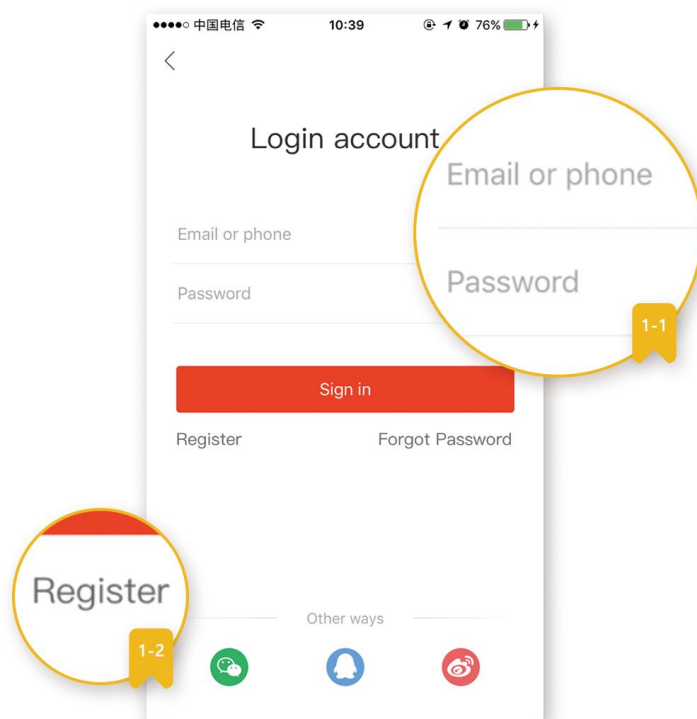 中国电信 10:39 76%
Login account
Email or phone
Password
Email or phone
Password
1-1
Sign in
Register Forgot Password
Register
1-2
Other ways